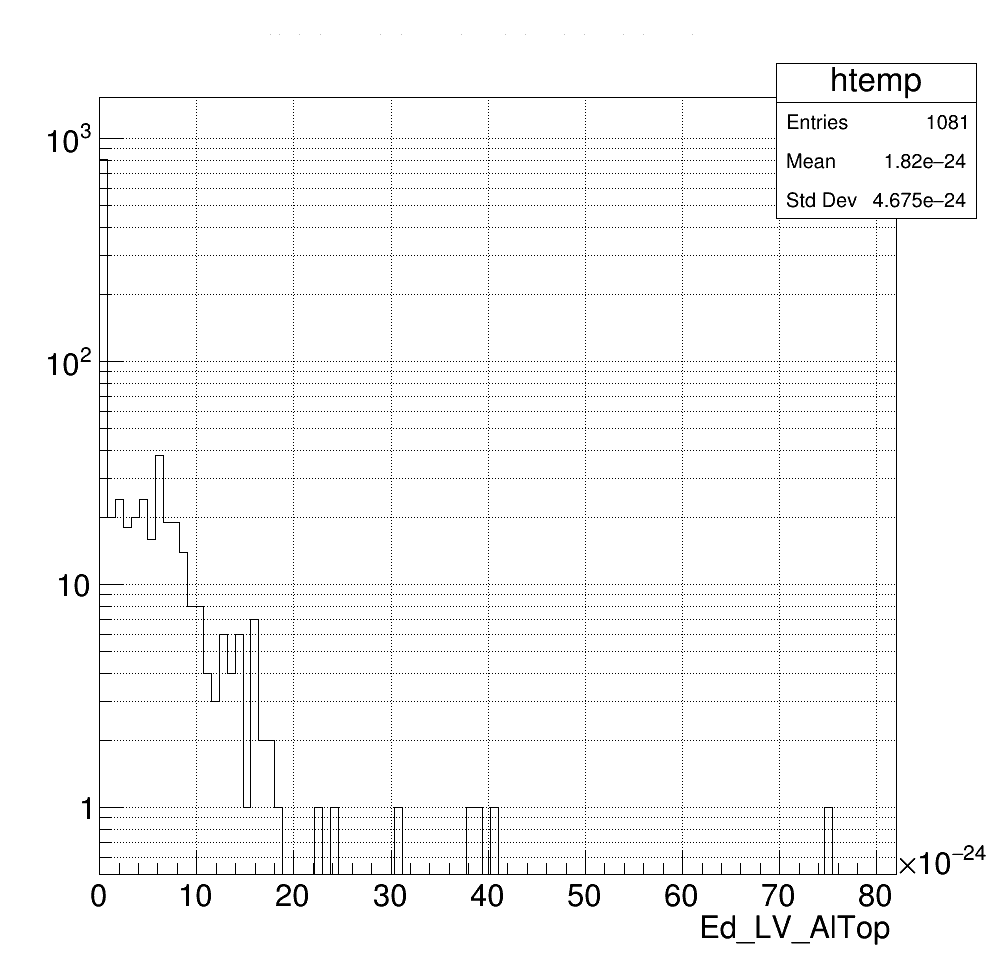 htemp
Entries 1081
Mean 1.82e−24
Std Dev 4.675e−24
10³
10²
10
1
×10⁻²⁴
0 10 20 30 40 50 60 70 80
Ed_LV_AlTop